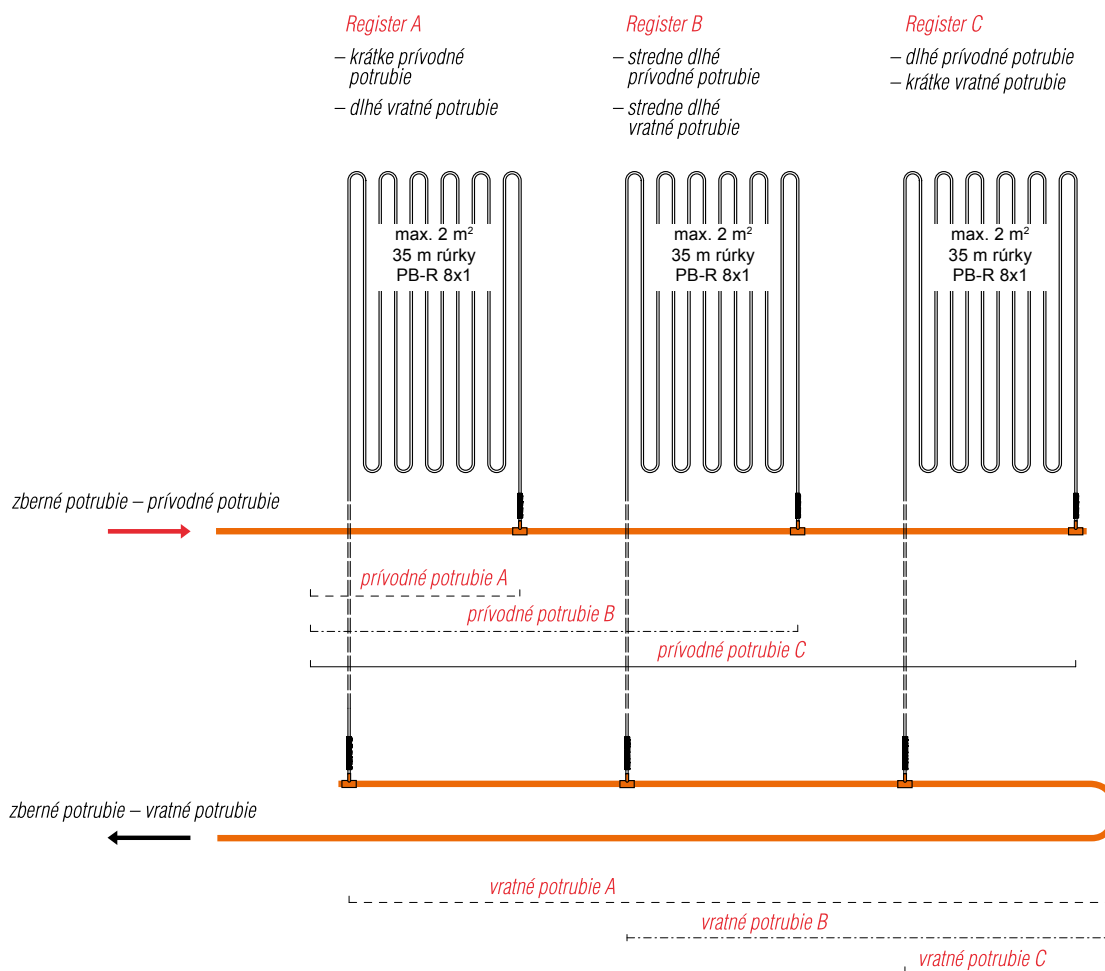 Register A
– krátke prívodné
potrubie
– dlhé vratné potrubie
Register B
– stredne dlhé
prívodné potrubie
– stredne dlhé
vratné potrubie
Register C
– dlhé prívodné potrubie
– krátke vratné potrubie
max. 2 m²
35 m rúrky
PB-R 8x1
max. 2 m²
35 m rúrky
PB-R 8x1
max. 2 m²
35 m rúrky
PB-R 8x1
zberné potrubie – prívodné potrubie
prívodné potrubie A
prívodné potrubie B
prívodné potrubie C
zberné potrubie – vratné potrubie
vratné potrubie A
vratné potrubie B
vratné potrubie C